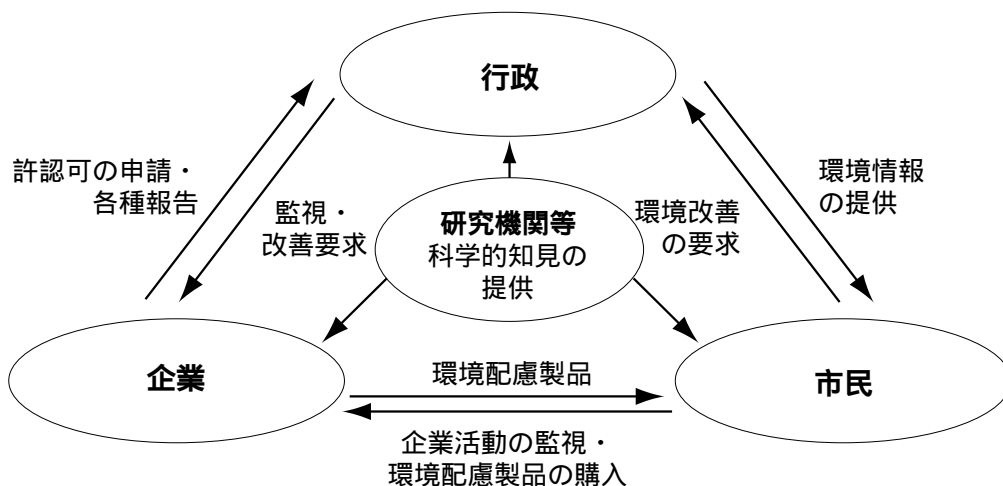 行政
許認可の申請・
各種報告
監視・
改善要求
研究機関等
科学的知見の
提供
環境改善
の要求
環境情報
の提供
企業
環境配慮製品
市民
企業活動の監視・
環境配慮製品の購入